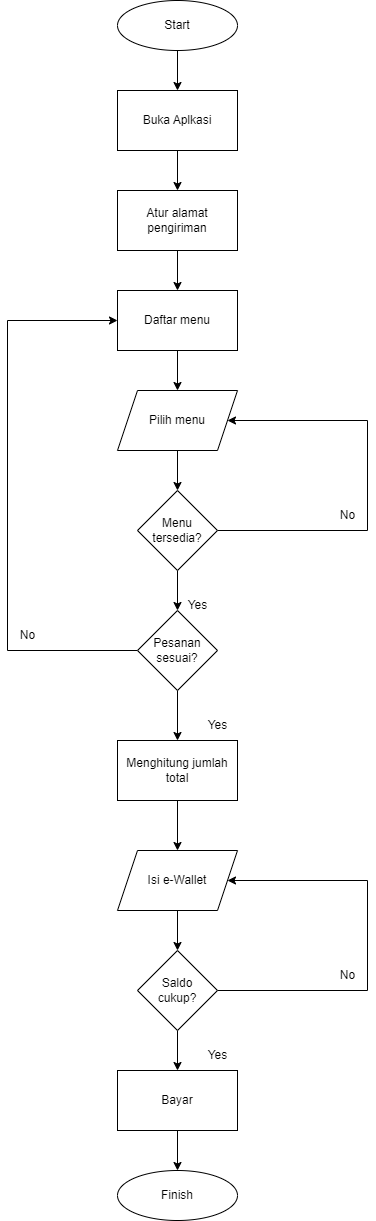 Start
Buka Aplkasi
Atur alamat
pengiriman
Daftar menu
Pilih menu
No
Menu
tersedia?
Yes
No
Pesanan
sesuai?
Yes
Menghitung jumlah
total
Isi e-Wallet
No
Saldo
cukup?
Yes
Bayar
Finish